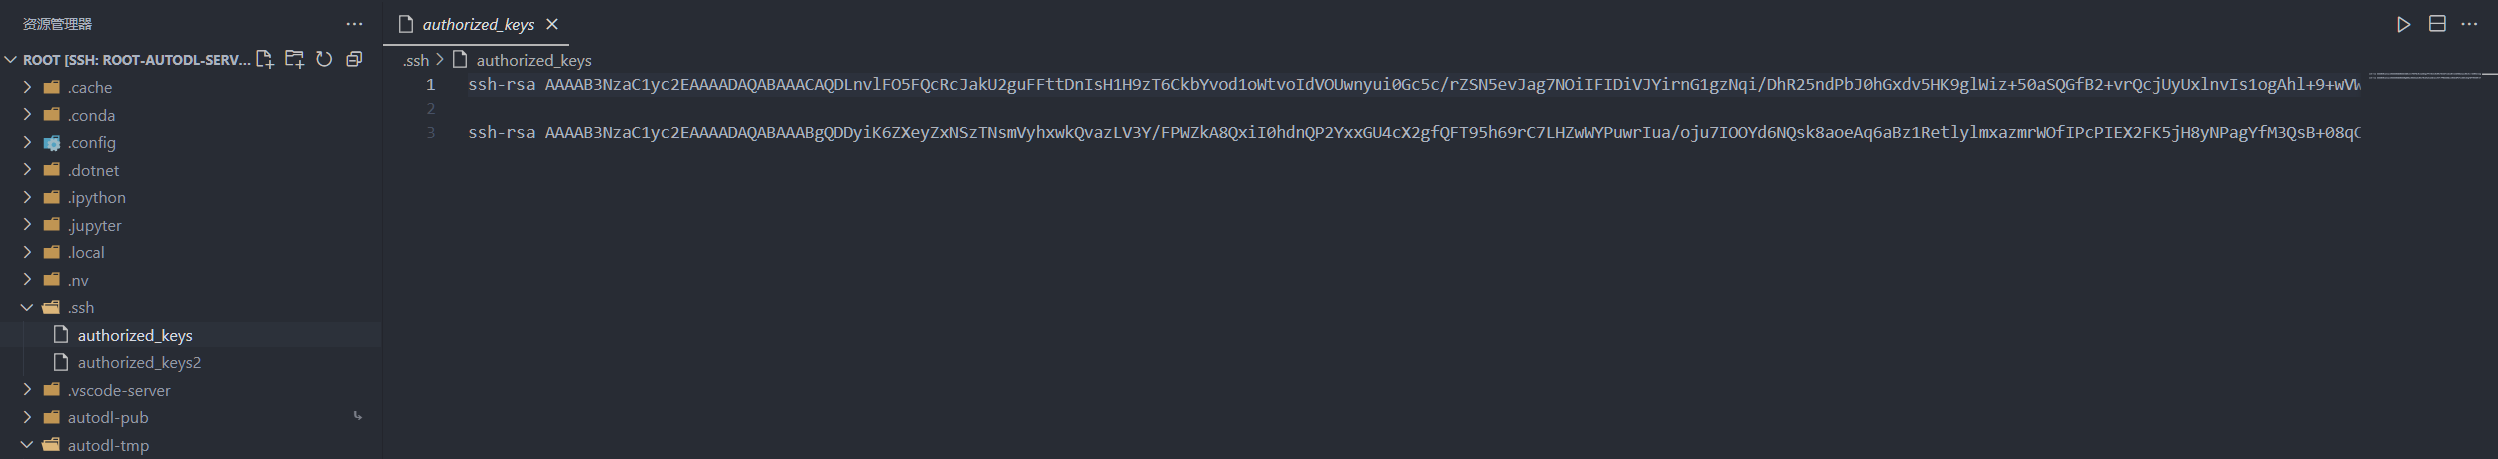 资源管理器
ROOT [SSH: ROOT-AUTODL-SERV...
.cache
.conda
.config
.dotnet
.ipython
.jupyter
.local
.nv
.ssh
authorized_keys
authorized_keys2
.vscode-server
autodl-pub
autodl-tmp
authorized_keys
.ssh > authorized_keys
1 ssh-rsa AAAAB3NzaC1yc2EAAAADAQABAAACAQDLnvlFO5FQcRcJakU2guFFttDnIsH1H9zT6CkbYvod1oWtvoIdVOUwnyui0Gc5c/rZSN5evJag7NOiIFIDiVJYirnG1gzNqi/DhR25ndPbJ0hGxdv5HK9glWiz+50aSQGfB2+vrQcjUyUxlnvIs1ogAhl+9+wVW
2
3 ssh-rsa AAAAB3NzaC1yc2EAAAADAQABAAABgQDDyiK6ZXeyZxNSzTNsmVyhxwkQvazLV3Y/FPWZkA8QxiI0hdnQP2YxxGU4cX2gfQFT95h69rC7LHZwWYPuwrIua/oju7IOOYd6NQsk8aoeAq6aBz1RetlylmxazmrWOfIPcPIEX2FK5jH8yNPagYfM3QsB+08qC